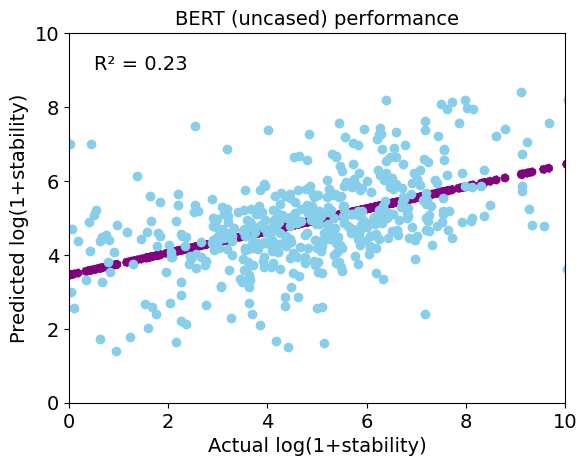 BERT (uncased) performance
R² = 0.23
Predicted log(1+stability)
10
8
6
4
2
0
0 2 4 6 8 10
Actual log(1+stability)